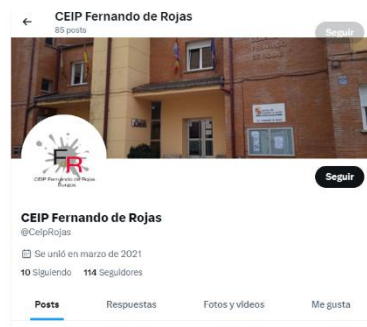 CEIP Fernando de Rojas
85 posts
Seguir
FR
CEIP Fernando de Rojas
Burgos
Seguir
CEIP Fernando de Rojas
@CeipRojas
Se unió en marzo de 2021
10 Siguiendo 114 Seguidores
Posts Respuestas Fotos y vídeos Me gusta